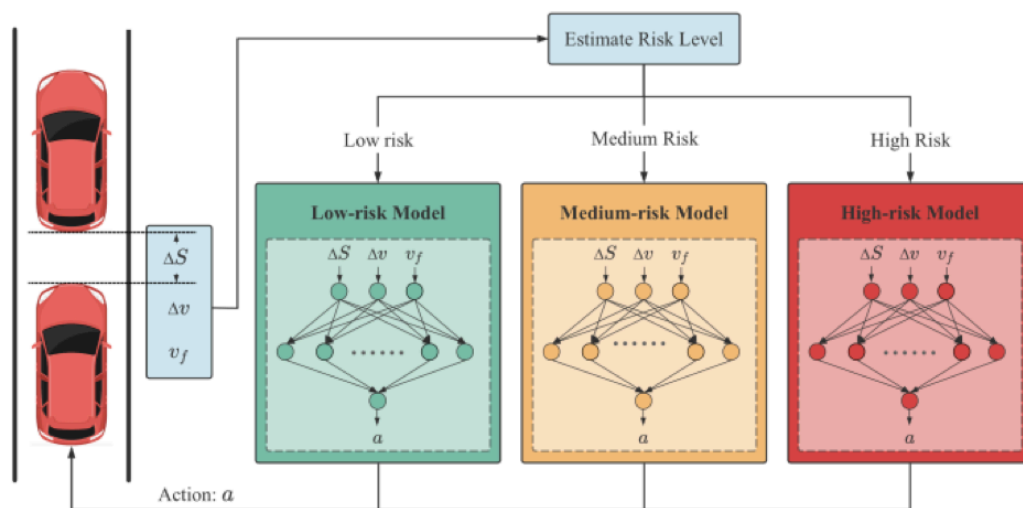 Estimate Risk Level
Low risk
Medium Risk
High Risk
ΔS
Δv
v_f
Low-risk Model
ΔS Δv v_f
a
Medium-risk Model
ΔS Δv v_f
a
High-risk Model
ΔS Δv v_f
a
Action: a